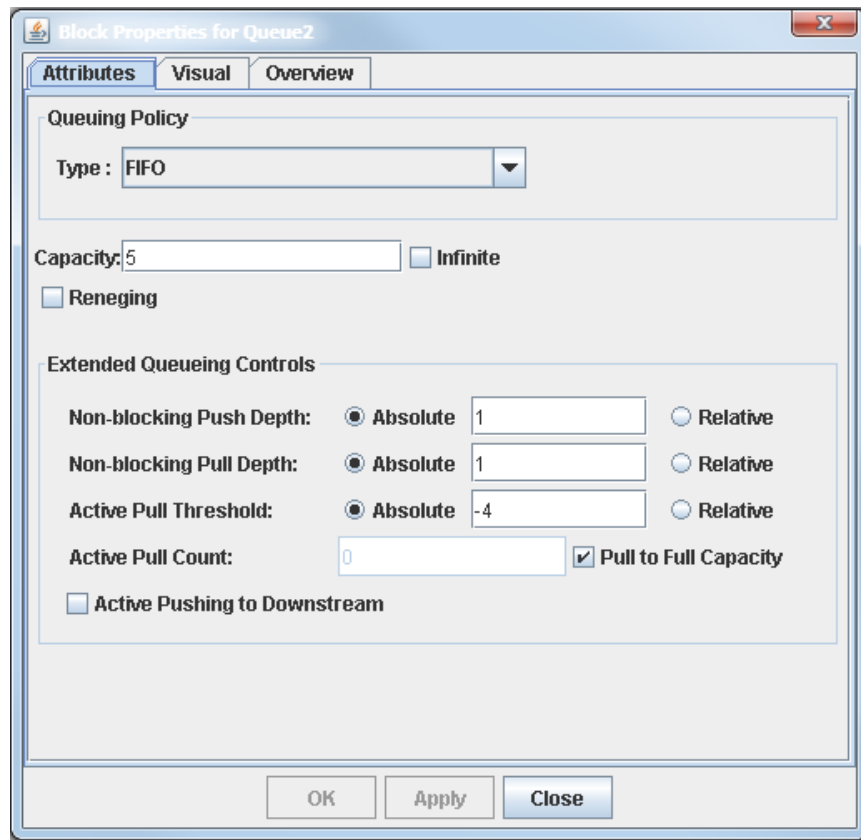 Block Properties for Queue2
Attributes Visual Overview
Queuing Policy
Type : FIFO
Capacity: 5 Infinite
Reneging
Extended Queueing Controls
Non-blocking Push Depth: Absolute 1 Relative
Non-blocking Pull Depth: Absolute 1 Relative
Active Pull Threshold: Absolute -4 Relative
Active Pull Count: 0 Pull to Full Capacity
Active Pushing to Downstream
OK Apply Close